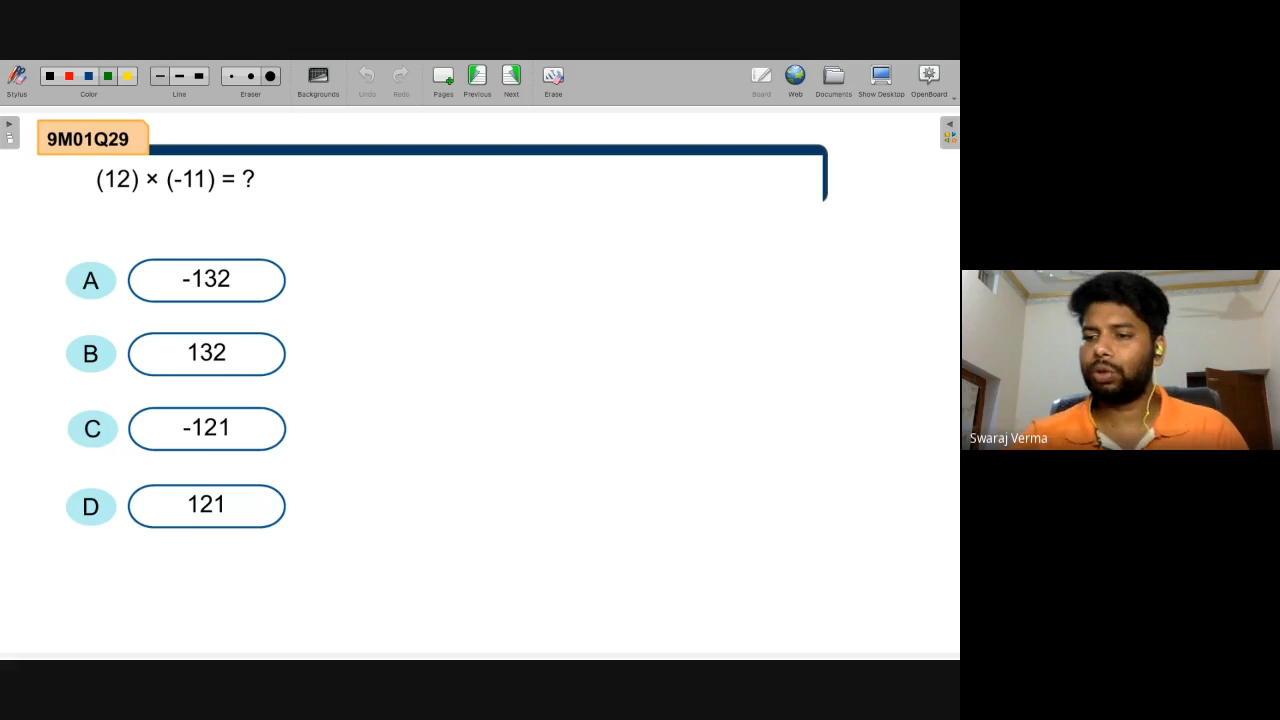 Stylus
Color
Line
Eraser
Backgrounds
Undo
Redo
Pages
Previous
Next
Erase
Board
Web
Documents
Show Desktop
OpenBoard
9M01Q29
(12) × (-11) = ?
A -132
B 132
C -121
D 121
Swaraj Verma